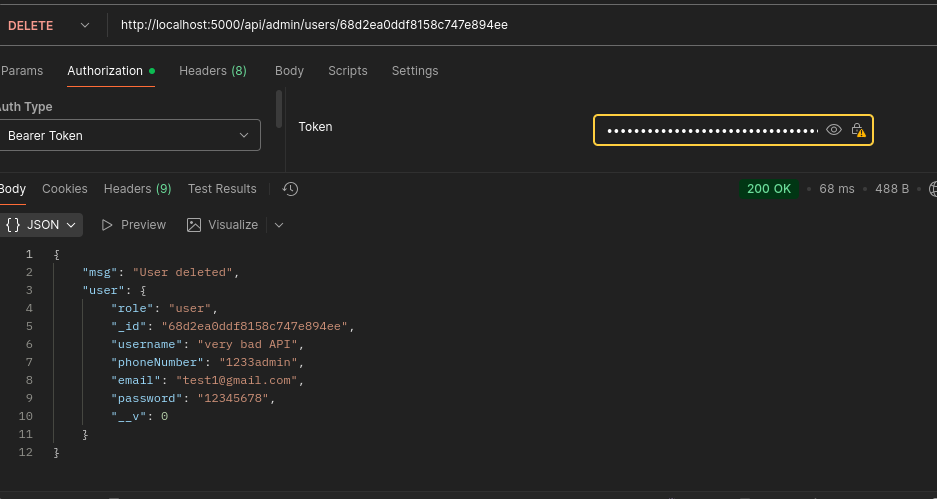 DELETE http://localhost:5000/api/admin/users/68d2ea0ddf8158c747e894ee
Params Authorization Headers (8) Body Scripts Settings
Auth Type
Bearer Token
Token
Body Cookies Headers (9) Test Results 200 OK • 68 ms • 488 B •
{} JSON Preview Visualize
1 {
2 "msg": "User deleted",
3 "user": {
4 "role": "user",
5 "_id": "68d2ea0ddf8158c747e894ee",
6 "username": "very bad API",
7 "phoneNumber": "1233admin",
8 "email": "test1@gmail.com",
9 "password": "12345678",
10 "__v": 0
11 }
12 }